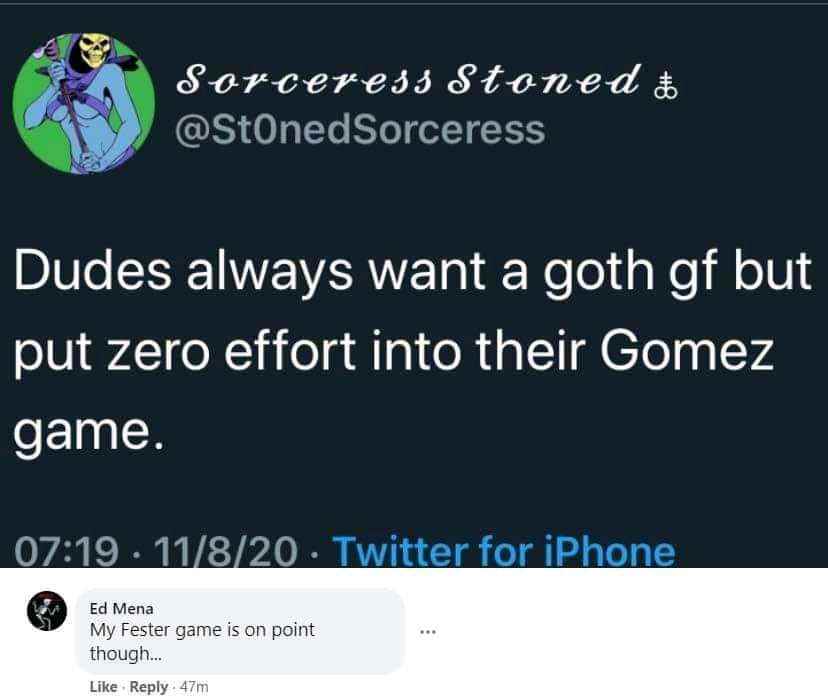 Sorceress Stoned
@St0nedSorceress
Dudes always want a goth gf but
put zero effort into their Gomez
game.
07:19 · 11/8/20 · Twitter for iPhone
Ed Mena
My Fester game is on point
though...
Like · Reply · 47m